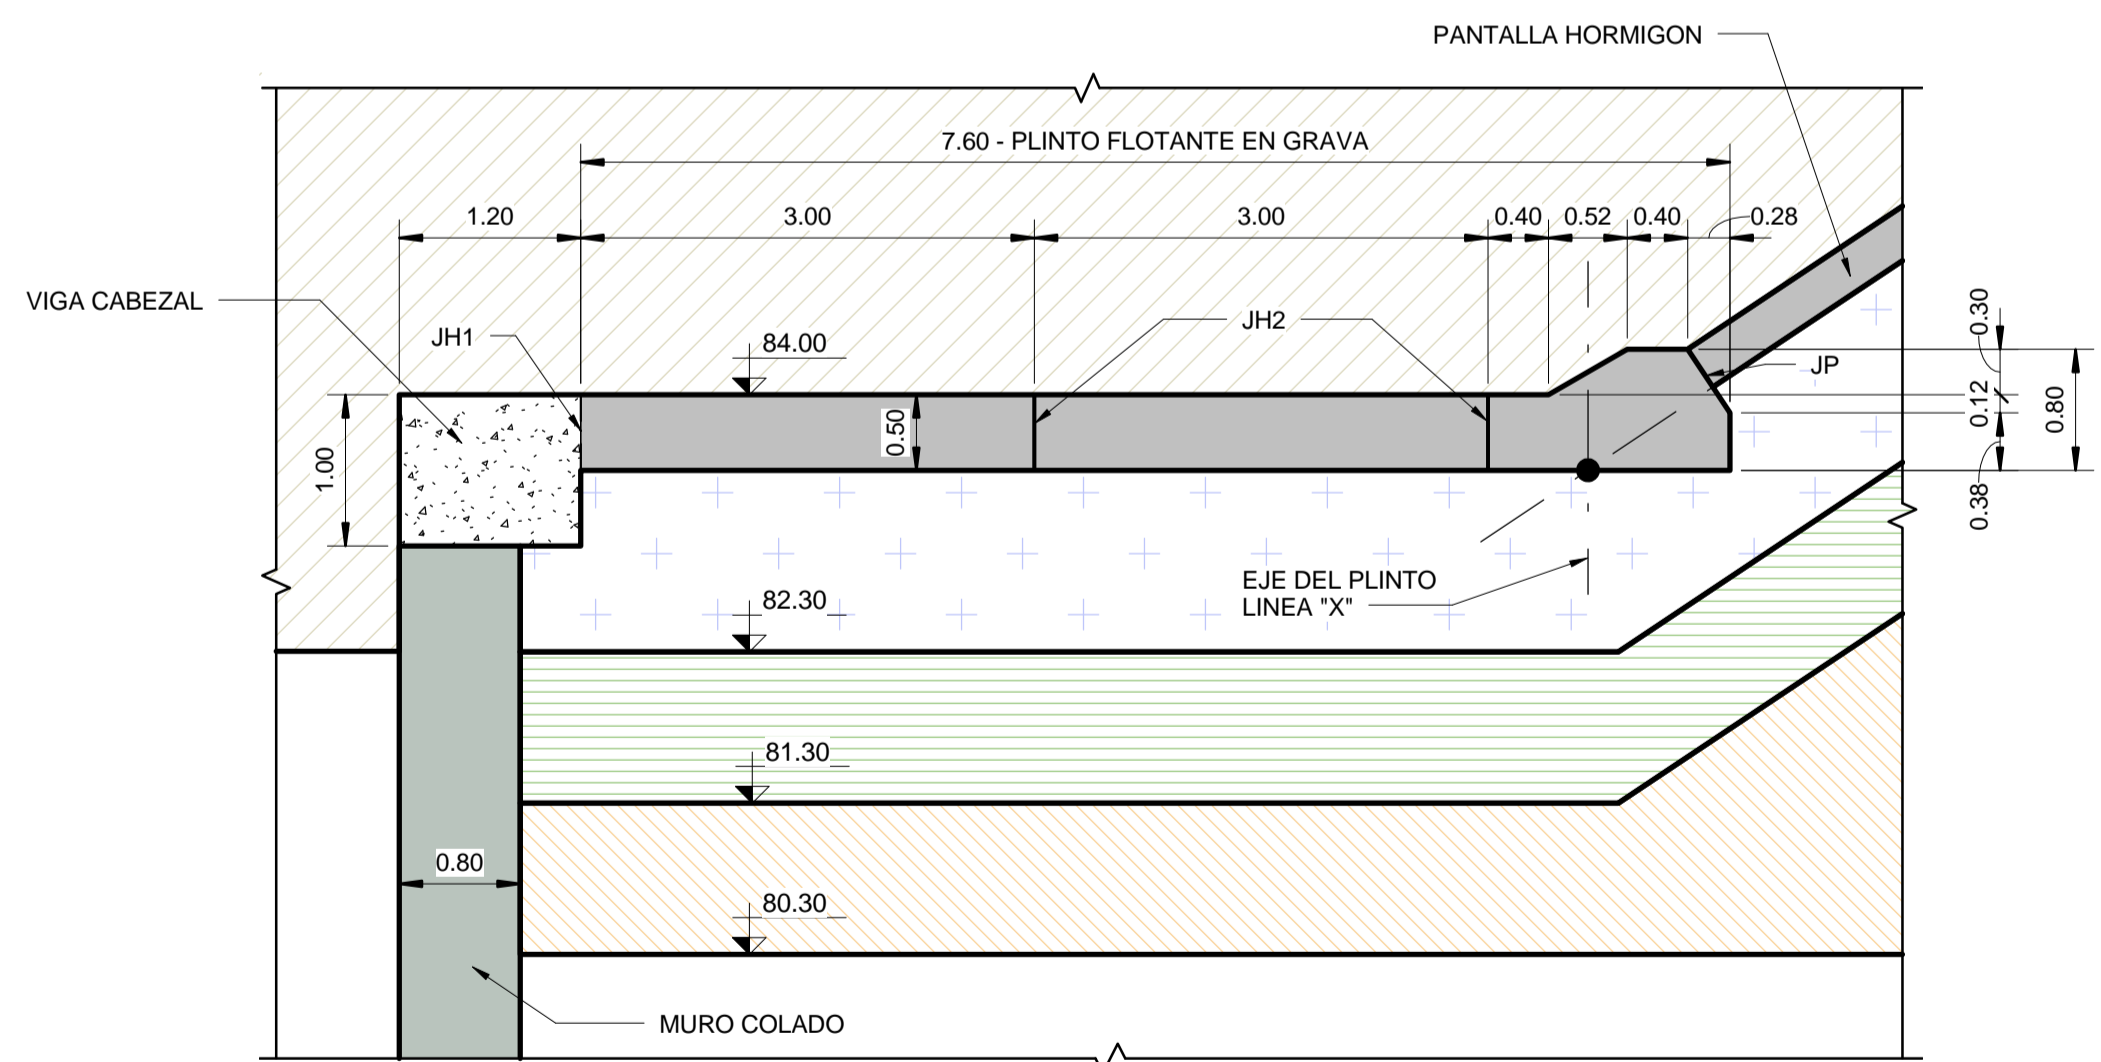 PANTALLA HORMIGON
7.60 - PLINTO FLOTANTE EN GRAVA
1.20
3.00
3.00
0.40
0.52
0.40
0.28
VIGA CABEZAL
JH1
84.00
JH2
JP
0.30
0.12
0.80
0.38
0.50
1.00
EJE DEL PLINTO
LINEA "X"
82.30
81.30
0.80
80.30
MURO COLADO